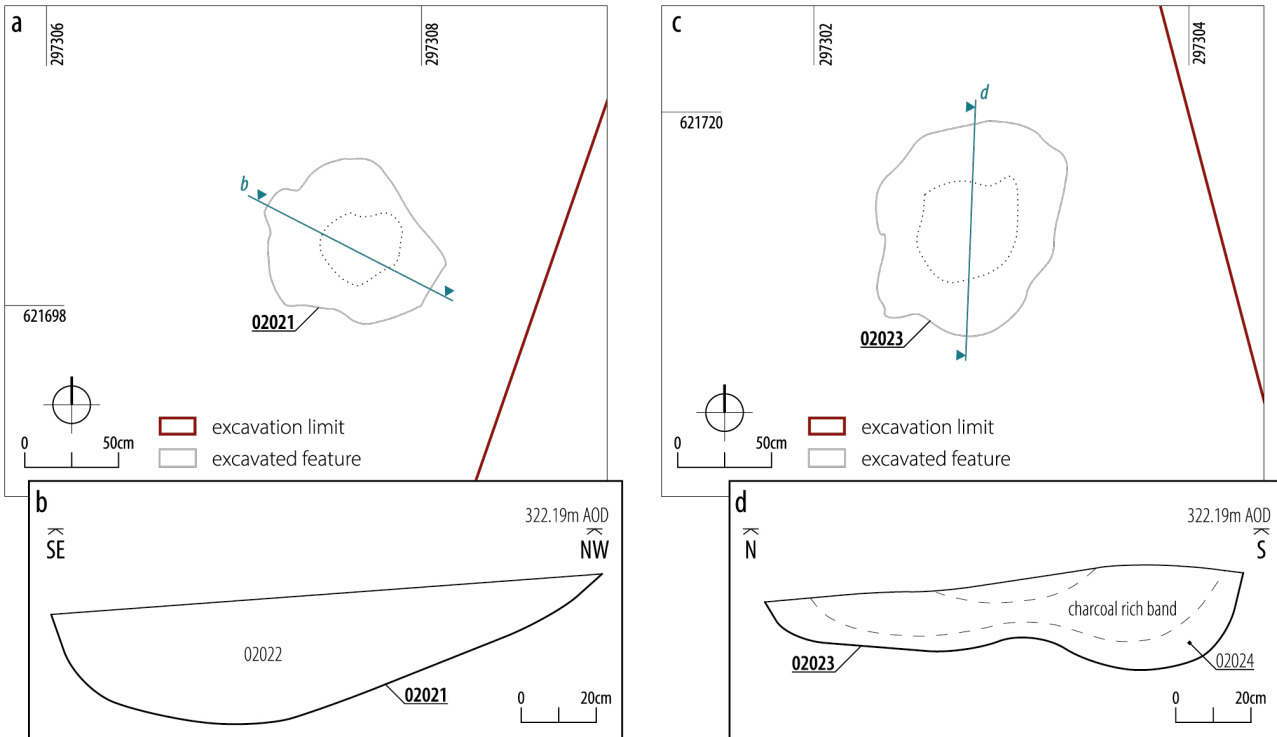 a
297306
297308
b
02021
621698
0
50cm
excavation limit
excavated feature
c
297302
297304
d
621720
02023
0
50cm
excavation limit
excavated feature
b
322.19m AOD
SE
NW
02022
02021
0
20cm
d
322.19m AOD
N
S
charcoal rich band
02023
02024
0
20cm